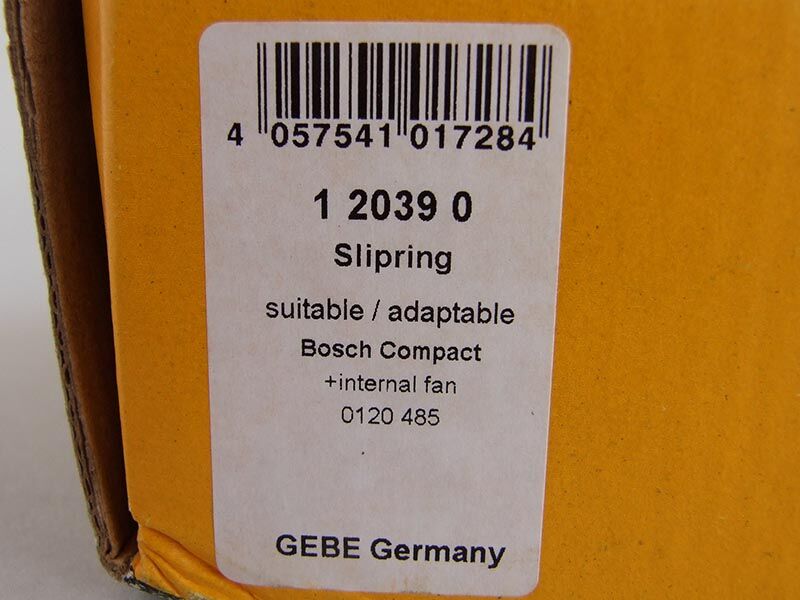 4 057541 017284
1 2039 0
Slipring
suitable / adaptable
Bosch Compact
+internal fan
0120 485
GEBE Germany